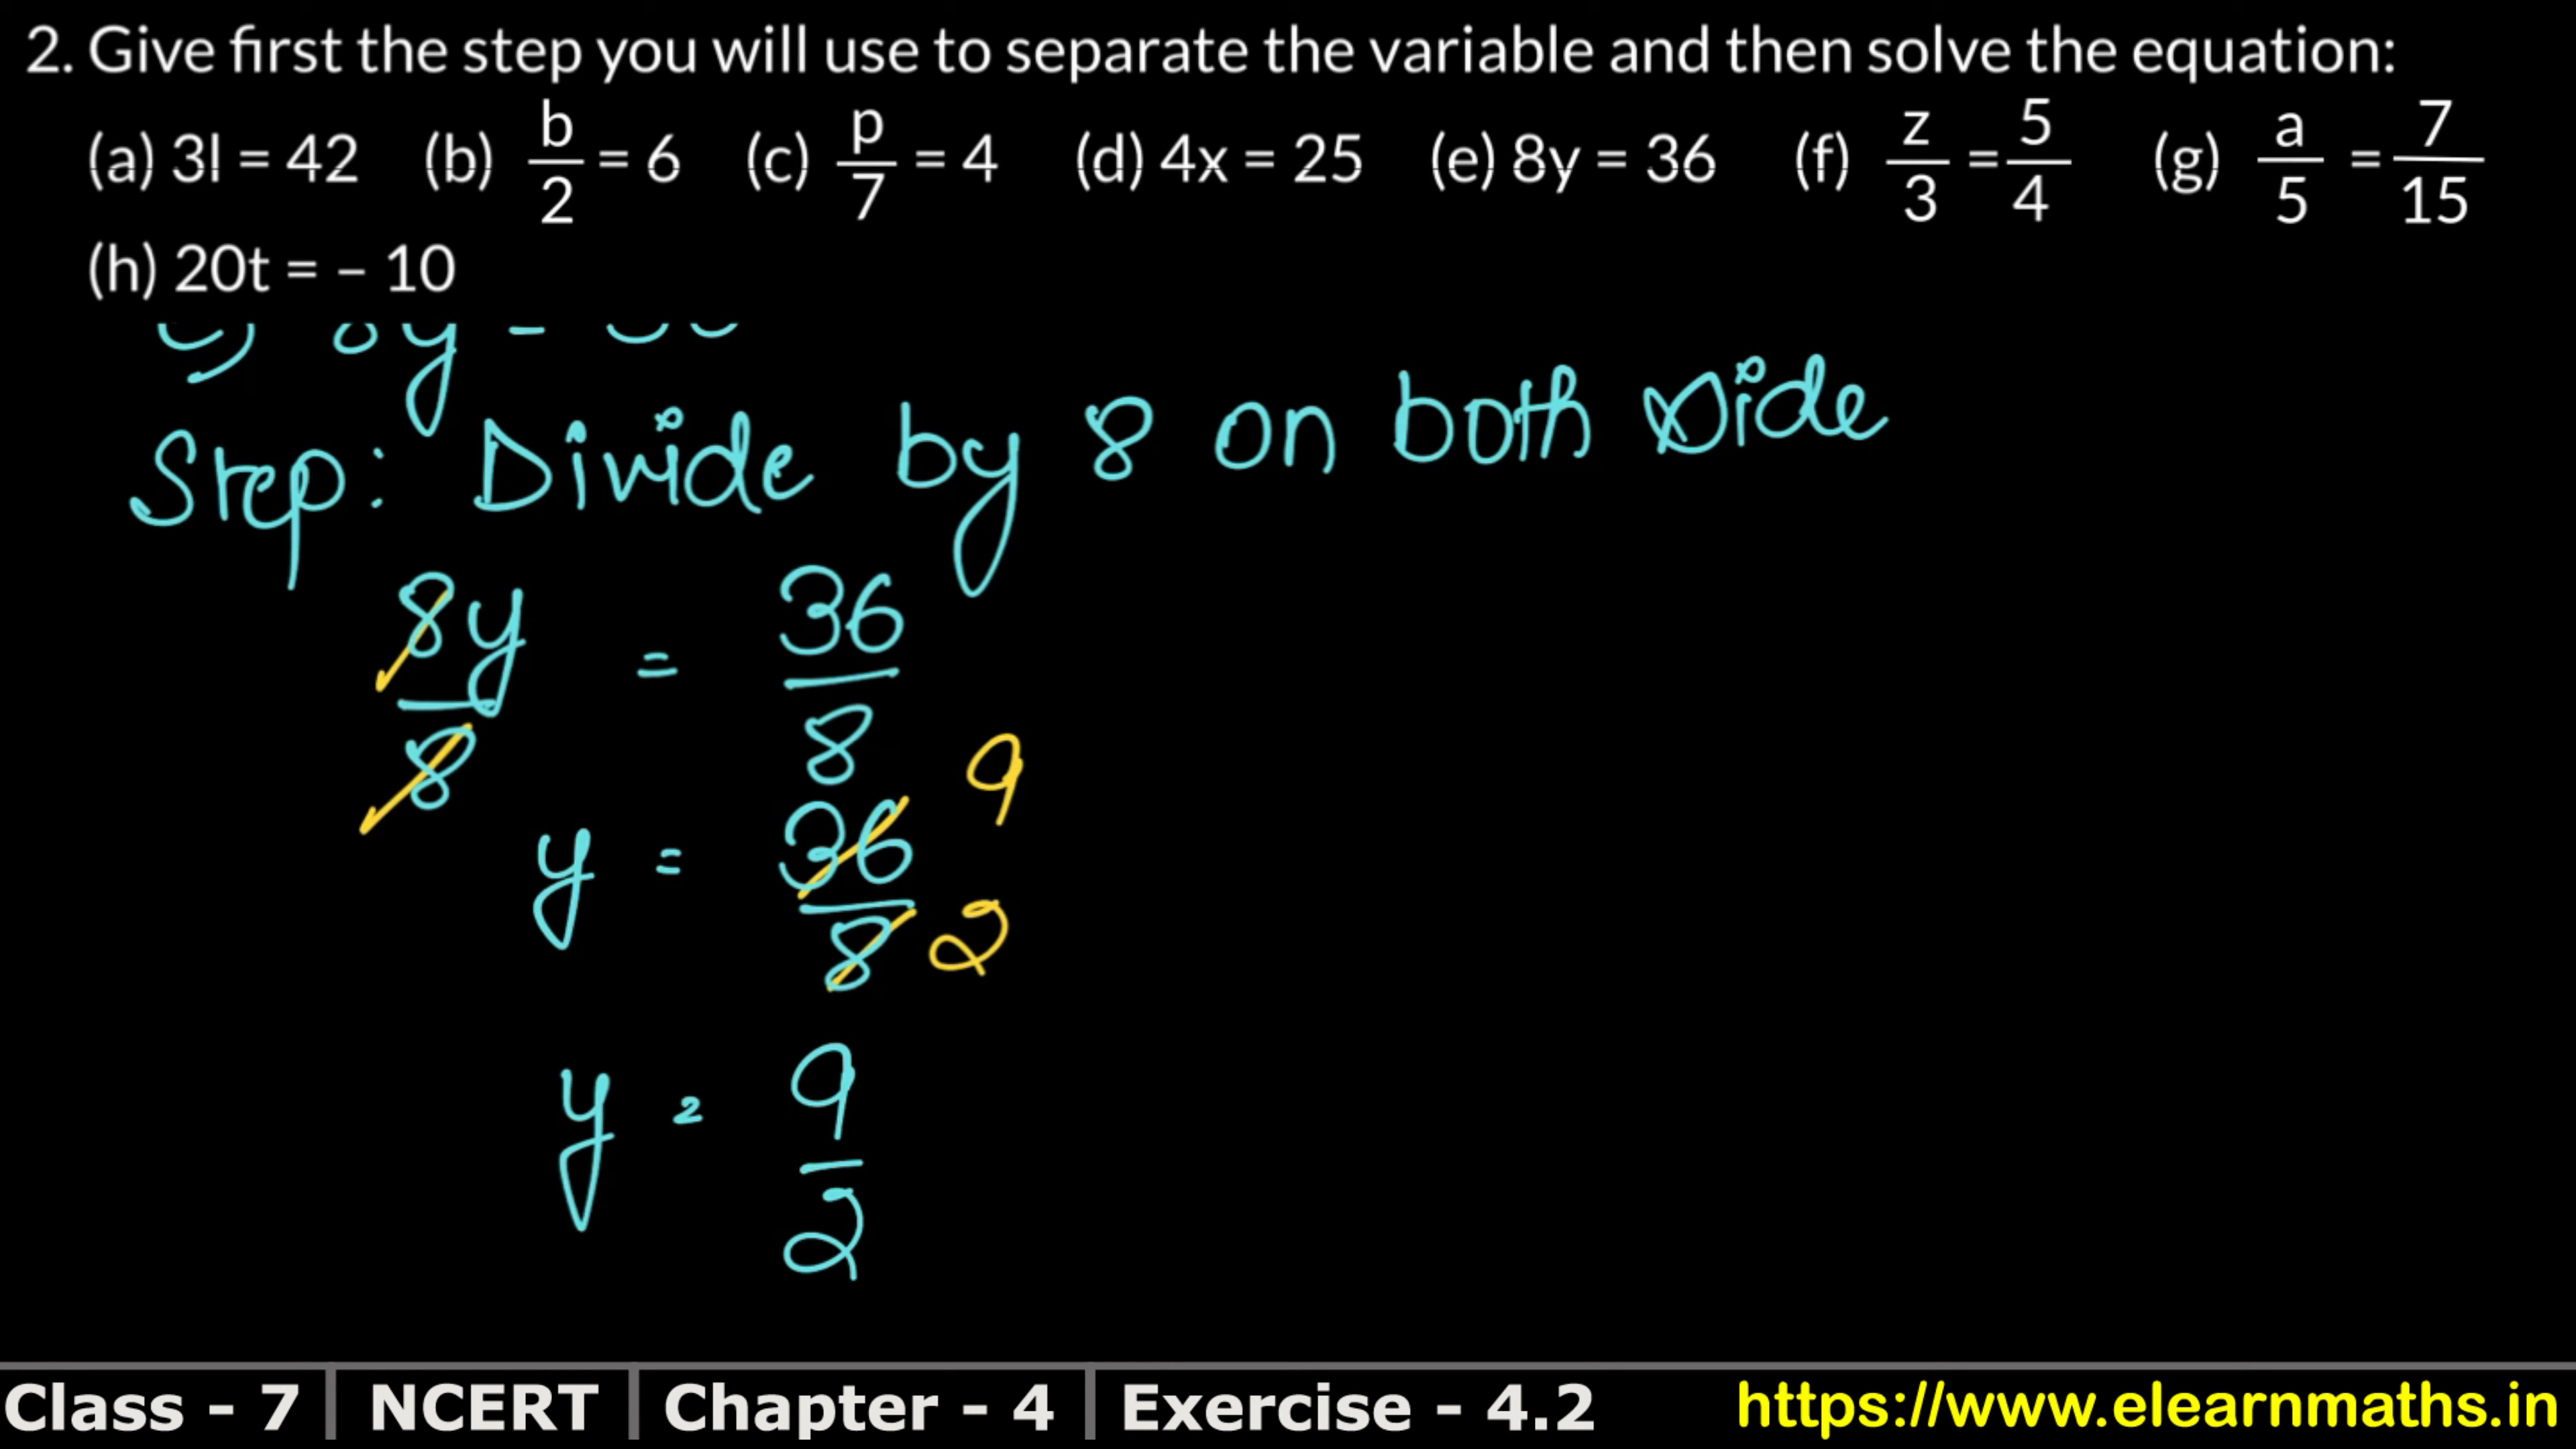 2. Give first the step you will use to separate the variable and then solve the equation:
(a) 3l = 42 (b) b/2 = 6 (c) p/7 = 4 (d) 4x = 25 (e) 8y = 36 (f) z/3 = 5/4 (g) a/5 = 7/15
(h) 20t = – 10
Step: Divide by 8 on both side
8y/8 = 36/8
y = 36/8 9 2
y = 9/2
Class - 7 | NCERT | Chapter - 4 | Exercise - 4.2 https://www.elearnmaths.in